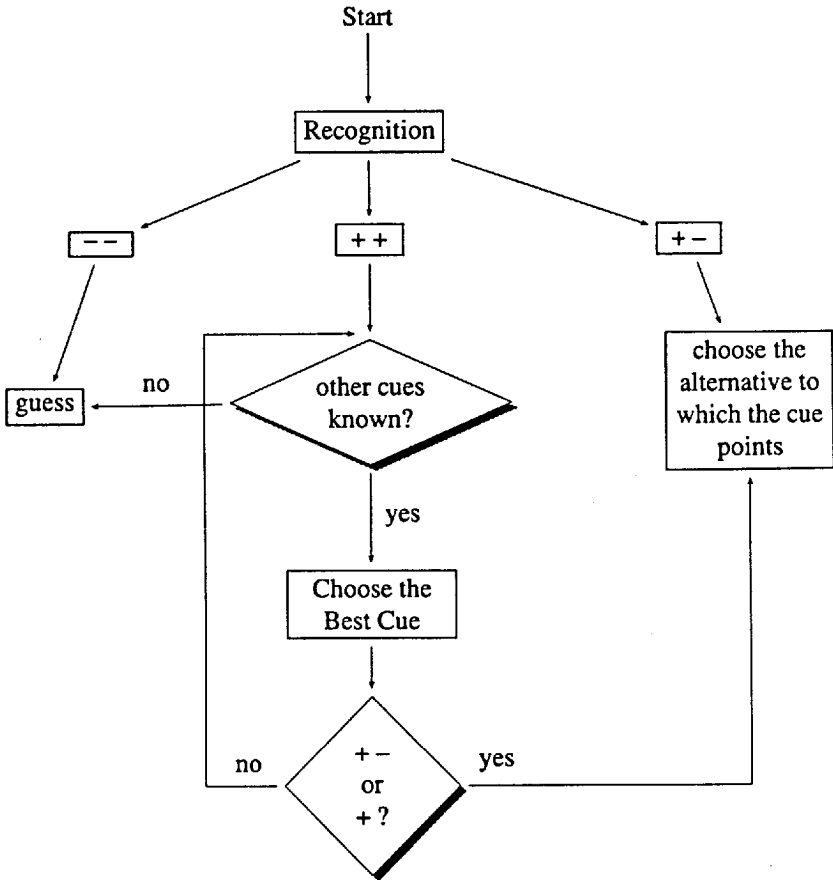 Start
Recognition
– –
+ +
+ –
no
guess
other cues
known?
choose the
alternative to
which the cue
points
yes
Choose the
Best Cue
no
+ –
or
+ ?
yes